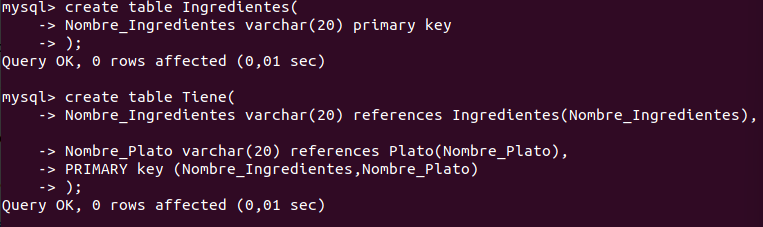 mysql> create table Ingredientes(
    -> Nombre_Ingredientes varchar(20) primary key
    -> );
Query OK, 0 rows affected (0,01 sec)

mysql> create table Tiene(
    -> Nombre_Ingredientes varchar(20) references Ingredientes(Nombre_Ingredientes),

    -> Nombre_Plato varchar(20) references Plato(Nombre_Plato),
    -> PRIMARY key (Nombre_Ingredientes,Nombre_Plato)
    -> );
Query OK, 0 rows affected (0,01 sec)